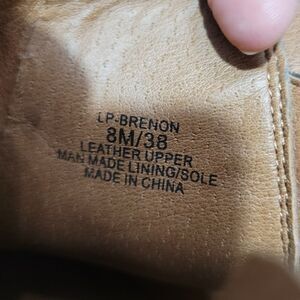 LP-BRENON
8M/38
LEATHER UPPER
MAN MADE LINING/SOLE
MADE IN CHINA